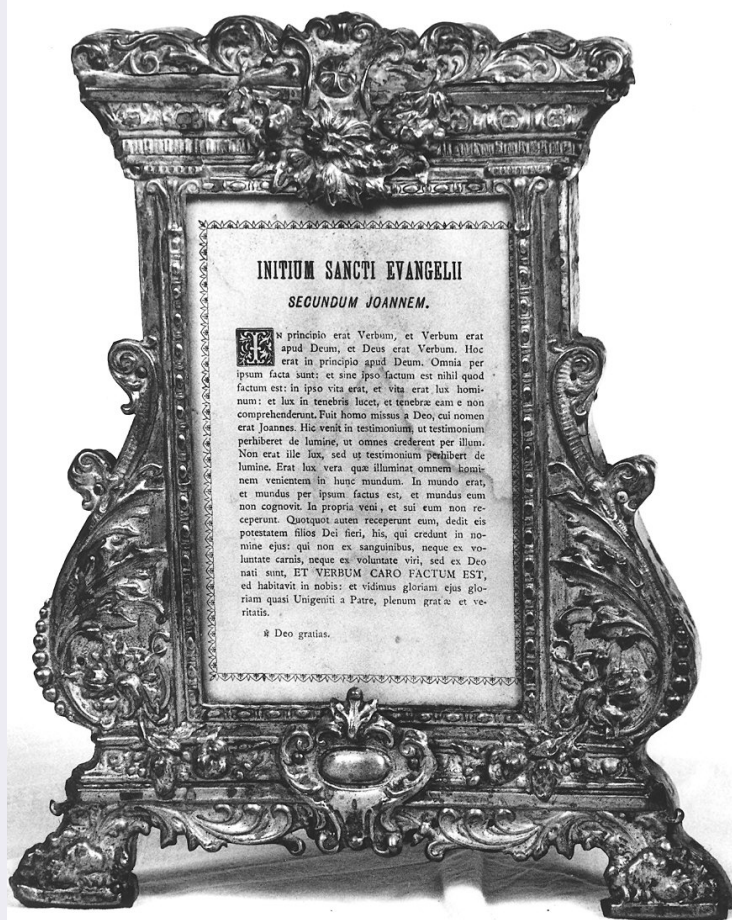 INITIUM SANCTI EVANGELII
SECUNDUM JOANNEM.
IN principio erat Verbum, et Verbum erat
apud Deum, et Deus erat Verbum. Hoc
erat in principio apud Deum. Omnia per
ipsum facta sunt: et sine ipso factum est nihil quod
factum est: in ipso vita erat, et vita erat lux homi-
num: et lux in tenebris lucet, et tenebræ eam e non
comprehenderunt. Fuit homo missus a Deo, cui nomen
erat Joannes. Hic venit in testimonium, ut testimonium
perhiberet de lumine, ut omnes crederent per illum.
Non erat ille lux, sed ut testimonium perhibert de
lumine. Erat lux vera quæ illuminat omnem homi-
nem venientem in hunc mundum. In mundo erat,
et mundus per ipsum factus est, et mundus eum
non cognovit. In propria veni, et sui eum non re-
ceperunt. Quotquot auten receperunt eum, dedit eis
potestatem filios Dei fieri, his, qui credunt in no-
mine ejus: qui non ex sanguinibus, neque ex vo-
luntate carnis, neque ex voluntate viri, sed ex Deo
nati sunt, ET VERBUM CARO FACTUM EST,
ed habitavit in nobis: et vidimus gloriam ejus glo-
riam quasi Unigeniti a Patre, plenum gratæ et ve-
ritatis.
℟ Deo gratias.